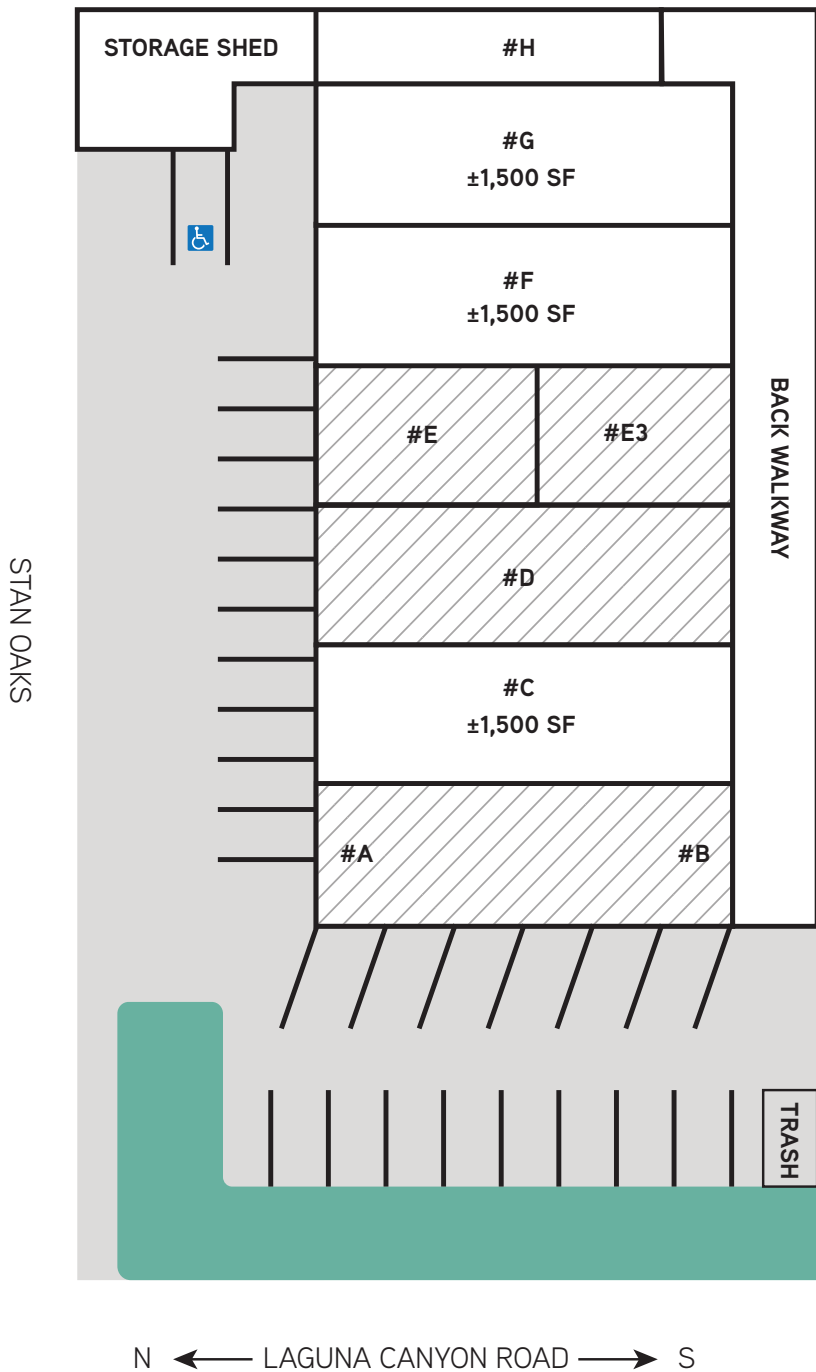 STORAGE SHED
#H
#G
±1,500 SF
#F
±1,500 SF
#E
#E3
BACK WALKWAY
#D
STAN OAKS
#C
±1,500 SF
#A
#B
TRASH
N LAGUNA CANYON ROAD S